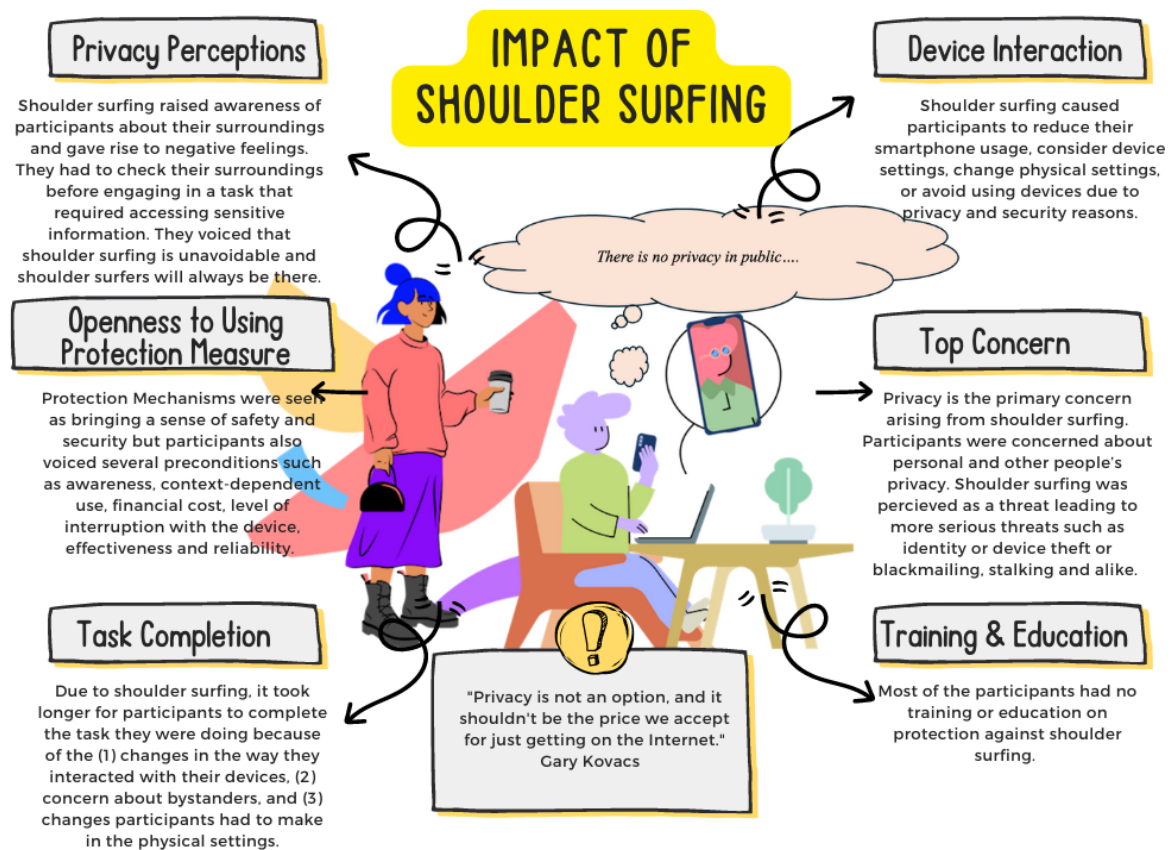 IMPACT OF
SHOULDER SURFING
Privacy Perceptions
Shoulder surfing raised awareness of
participants about their surroundings
and gave rise to negative feelings.
They had to check their surroundings
before engaging in a task that
required accessing sensitive
information. They voiced that
shoulder surfing is unavoidable and
shoulder surfers will always be there.
Openness to Using
Protection Measure
Protection Mechanisms were seen
as bringing a sense of safety and
security but participants also
voiced several preconditions such
as awareness, context-dependent
use, financial cost, level of
interruption with the device,
effectiveness and reliability.
Task Completion
Due to shoulder surfing, it took
longer for participants to complete
the task they were doing because
of the (1) changes in the way they
interacted with their devices, (2)
concern about bystanders, and (3)
changes participants had to make
in the physical settings.
There is no privacy in public....
"Privacy is not an option, and it
shouldn't be the price we accept
for just getting on the Internet."
Gary Kovacs
Device Interaction
Shoulder surfing caused
participants to reduce their
smartphone usage, consider device
settings, change physical settings,
or avoid using devices due to
privacy and security reasons.
Top Concern
Privacy is the primary concern
arising from shoulder surfing.
Participants were concerned about
personal and other people's
privacy. Shoulder surfing was
percieved as a threat leading to
more serious threats such as
identity or device theft or
blackmailing, stalking and alike.
Training & Education
Most of the participants had no
training or education on
protection against shoulder
surfing.